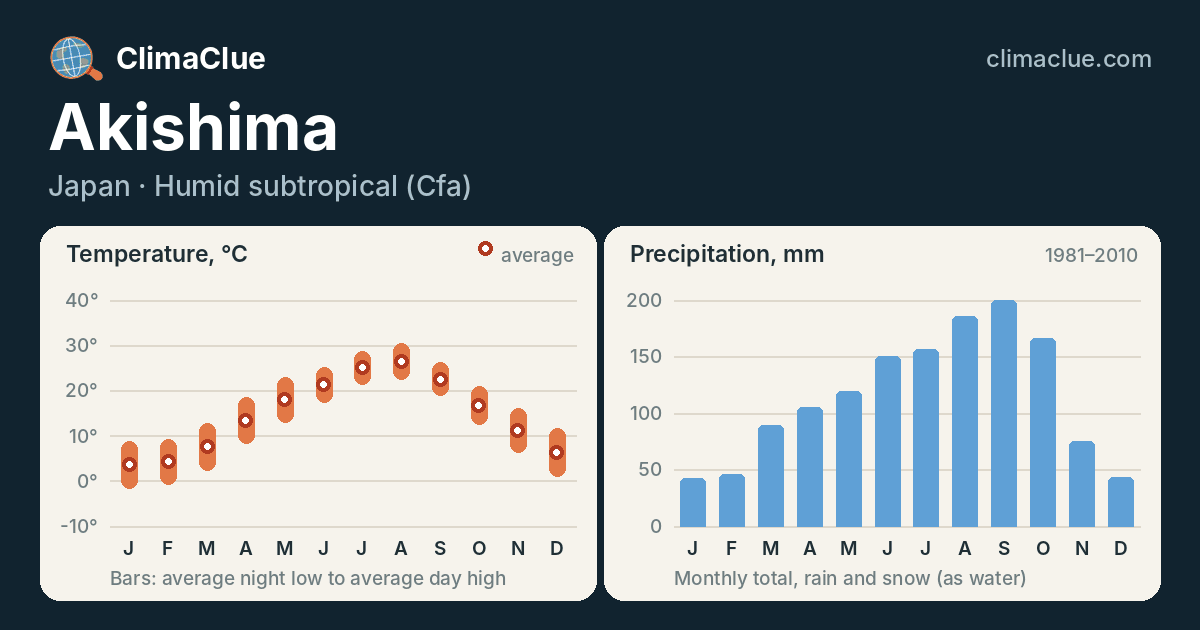 ClimaClue
climaclue.com
Akishima
Japan · Humid subtropical (Cfa)
Temperature, °C
average
40°
30°
20°
10°
0°
-10°
J F M A M J J A S O N D
Bars: average night low to average day high
Precipitation, mm
1981–2010
200
150
100
50
0
J F M A M J J A S O N D
Monthly total, rain and snow (as water)